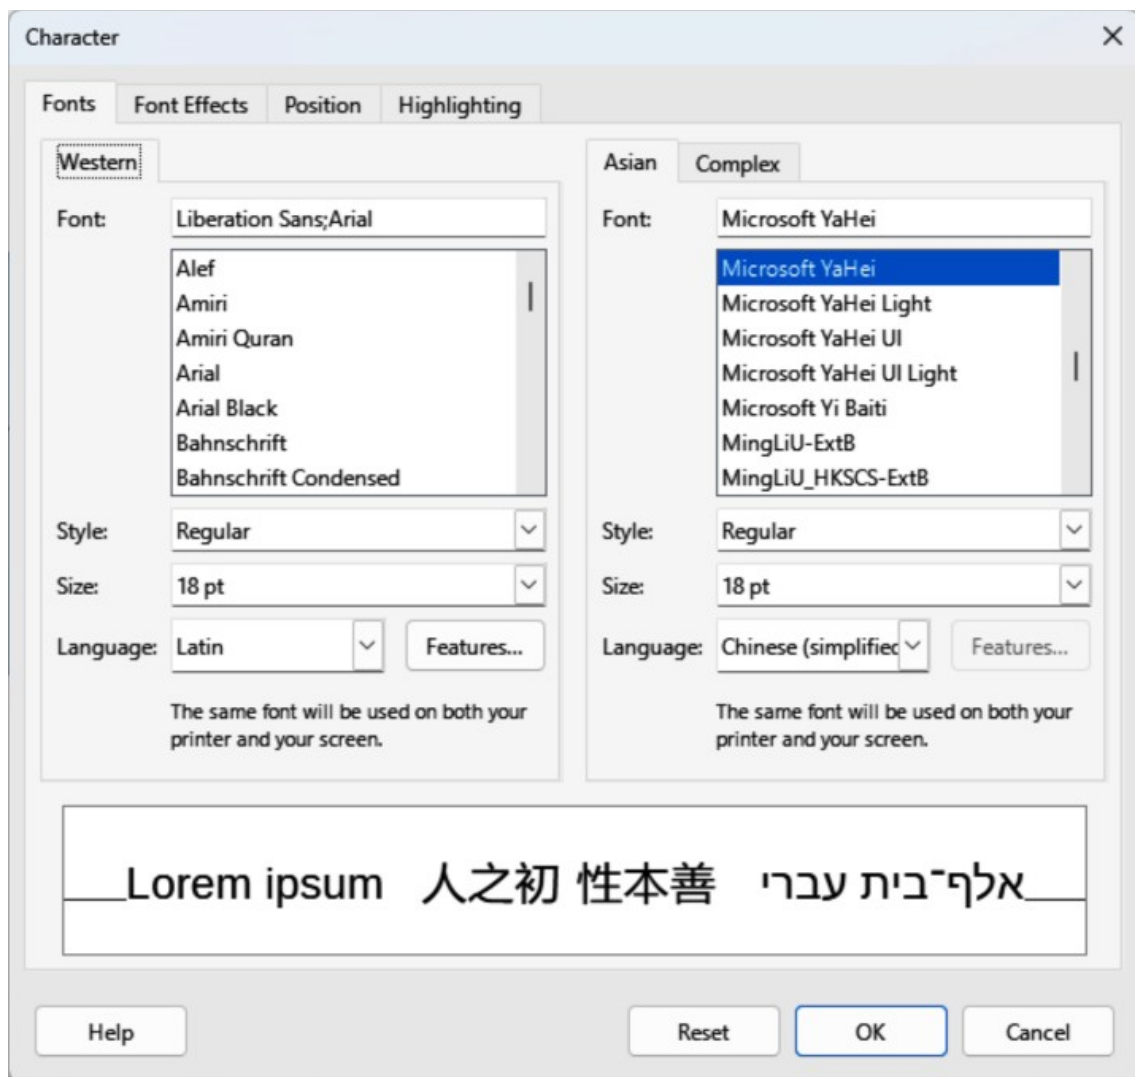 Character
Fonts Font Effects Position Highlighting
Western
Font: Liberation Sans;Arial
Alef
Amiri
Amiri Quran
Arial
Arial Black
Bahnschrift
Bahnschrift Condensed
Style: Regular
Size: 18 pt
Language: Latin Features...
The same font will be used on both your
printer and your screen.
Asian Complex
Font: Microsoft YaHei
Microsoft YaHei
Microsoft YaHei Light
Microsoft YaHei UI
Microsoft YaHei UI Light
Microsoft Yi Baiti
MingLiU-ExtB
MingLiU_HKSCS-ExtB
Style: Regular
Size: 18 pt
Language: Chinese (simplified Features...
The same font will be used on both your
printer and your screen.
Lorem ipsum 人之初 性本善 אלף־בית עברי
Help Reset OK Cancel